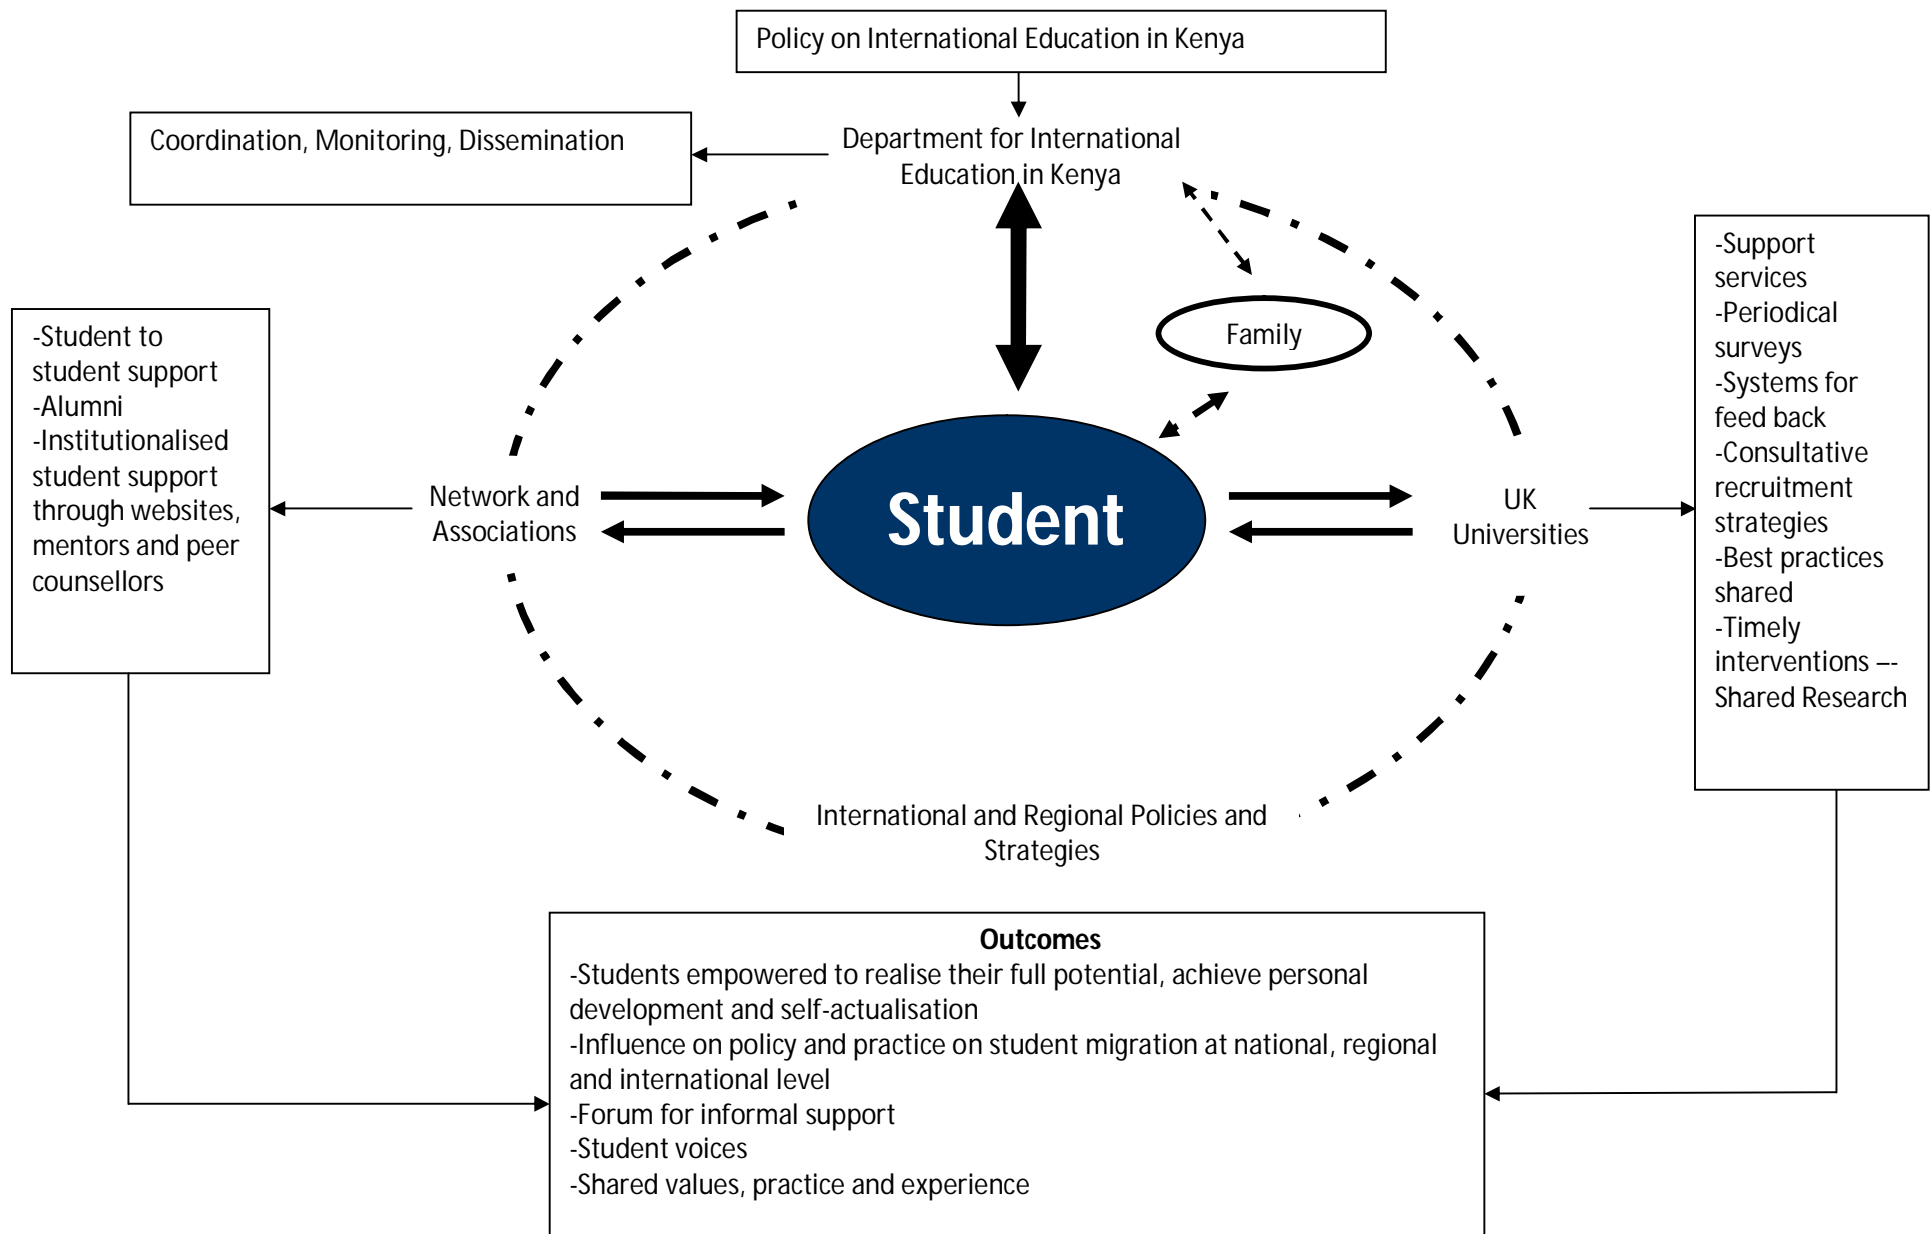 Policy on International Education in Kenya
Coordination, Monitoring, Dissemination
Department for International
Education in Kenya
-Student to
student support
-Alumni
-Institutionalised
student support
through websites,
mentors and peer
counsellors
Family
-Support
services
-Periodical
surveys
-Systems for
feed back
-Consultative
recruitment
strategies
-Best practices
shared
-Timely
interventions –-
Shared Research
Network and
Associations
Student
UK
Universities
International and Regional Policies and
Strategies
Outcomes
-Students empowered to realise their full potential, achieve personal
development and self-actualisation
-Influence on policy and practice on student migration at national, regional
and international level
-Forum for informal support
-Student voices
-Shared values, practice and experience